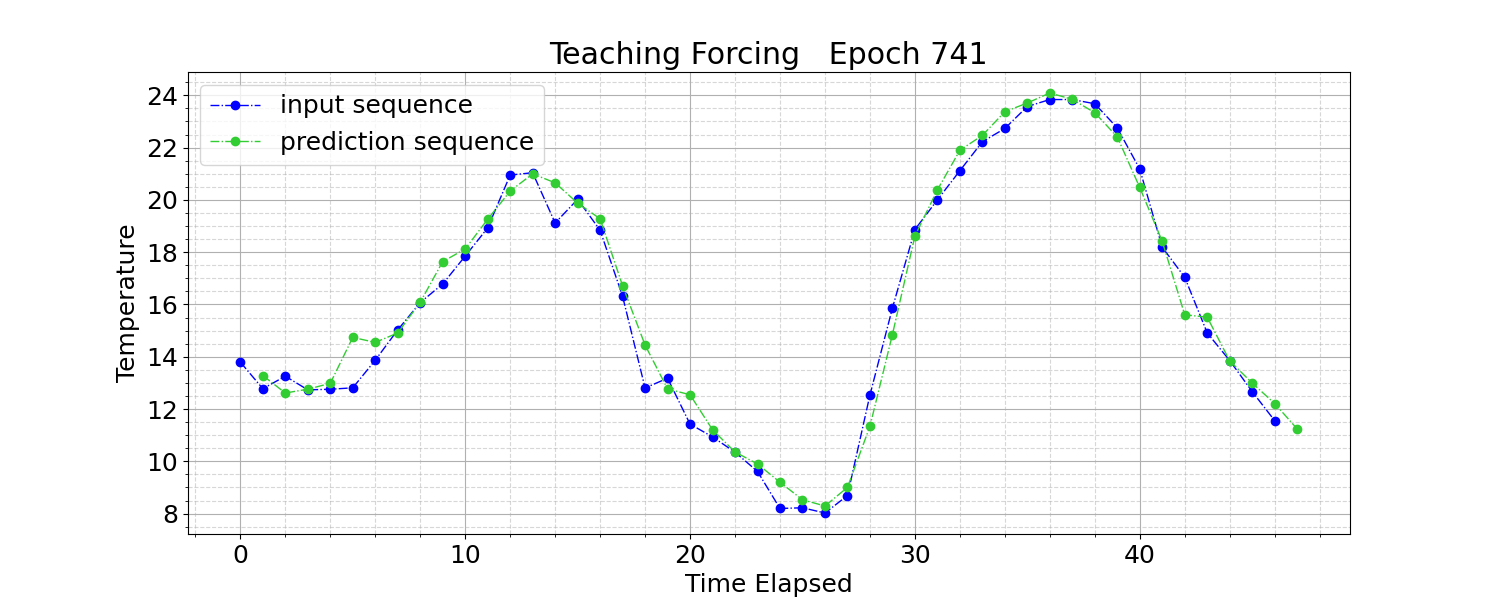 Teaching Forcing   Epoch 741
input sequence
prediction sequence
24
22
20
18
16
14
12
10
8
Temperature
0 10 20 30 40
Time Elapsed